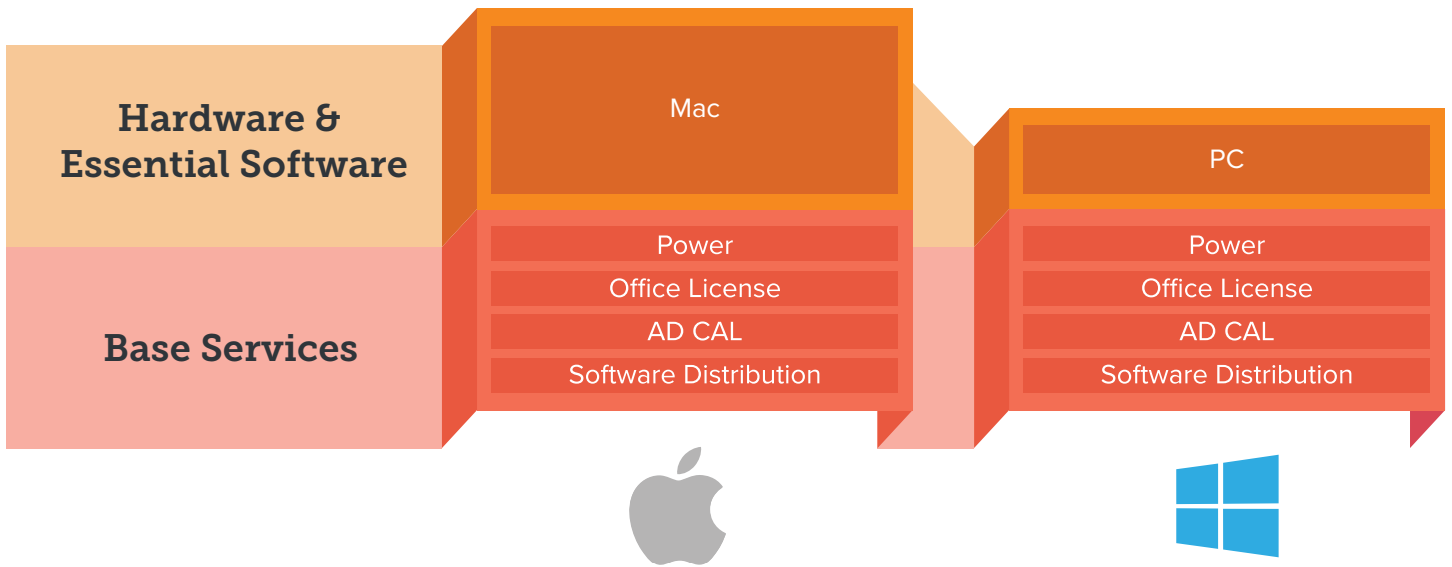 Hardware &
Essential Software
Base Services
Mac
Power
Office License
AD CAL
Software Distribution
PC
Power
Office License
AD CAL
Software Distribution